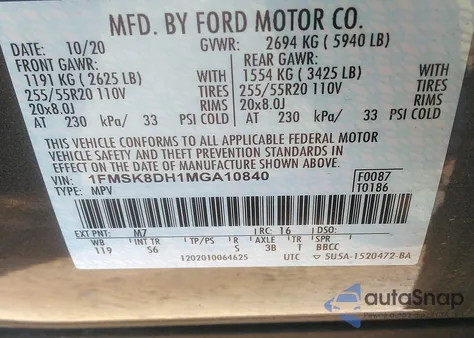 MFD. BY FORD MOTOR CO.
DATE: 10/20 GVWR: 2694 KG ( 5940 LB)
FRONT GAWR: REAR GAWR:
1191 KG ( 2625 LB) 1554 KG ( 3425 LB) WITH
255/55R20 110V TIRES 255/55R20 110V TIRES
20x8.0J RIMS 20x8.0J RIMS
AT 230 kPa/ 33 PSI COLD AT 230 kPa/ 33 PSI COLD
THIS VEHICLE CONFORMS TO ALL APPLICABLE FEDERAL MOTOR
VEHICLE SAFETY AND THEFT PREVENTION STANDARDS IN EFFECT ON
THE DATE OF MANUFACTURE SHOWN ABOVE.
VIN: 1FMSK8DH1MGA10840 F0087
TYPE: MPV T0186
EXT PNT: M7 RC: 16 DSO:
WB INT TR TP/PS R AXLE TR SPR
119 S6 S 3B T BBCC
1202010064625 UTC ▽5U5A-1520472-BA
autoSnap